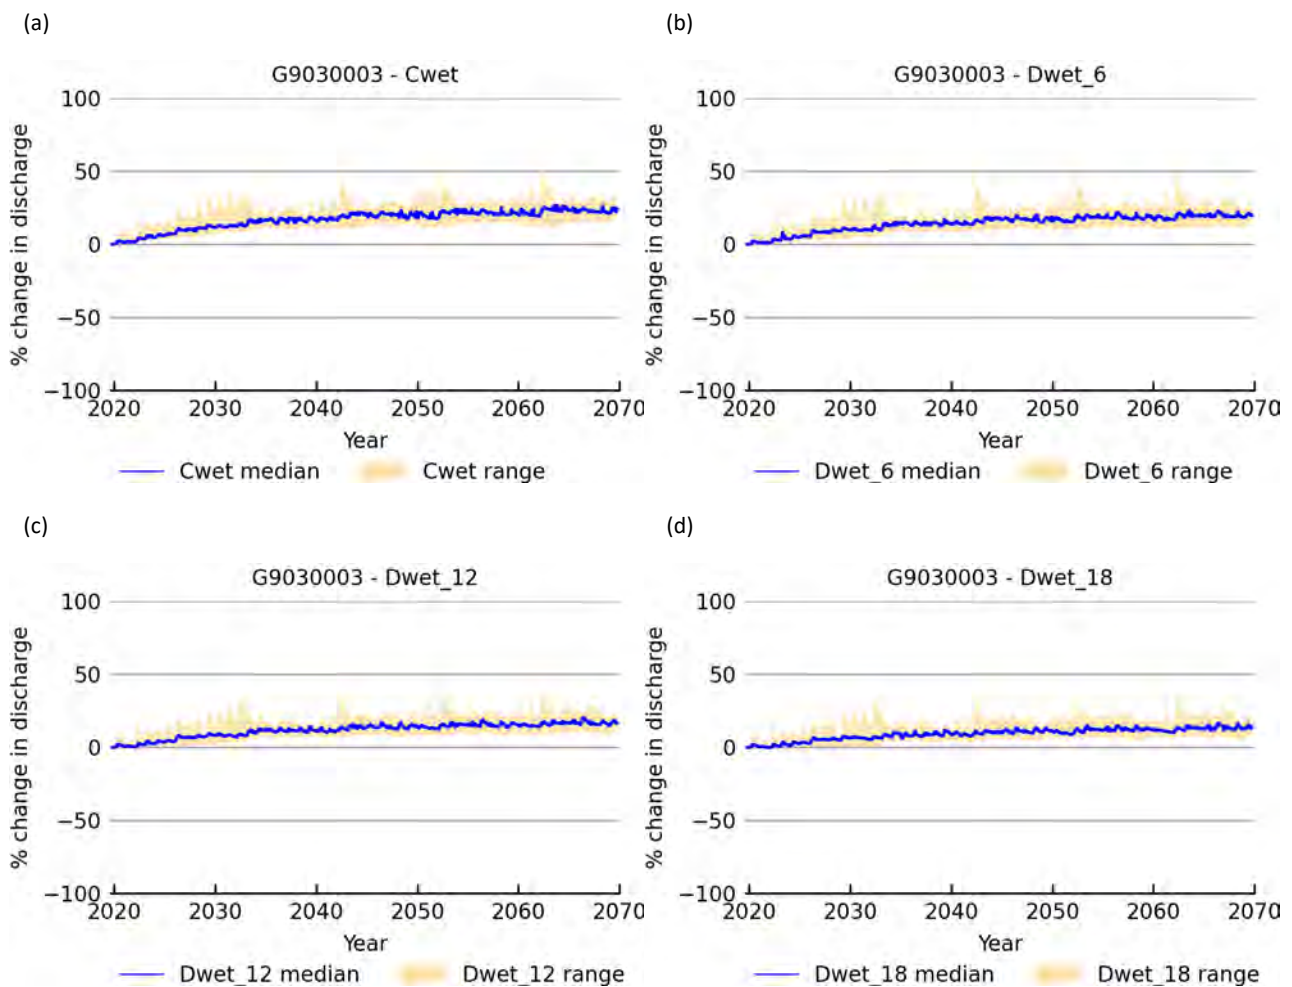 (a)
G9030003 - Cwet
% change in discharge
100
50
0
−50
−100
2020 2030 2040 2050 2060 2070
Year
Cwet median Cwet range
(b)
G9030003 - Dwet_6
% change in discharge
100
50
0
−50
−100
2020 2030 2040 2050 2060 2070
Year
Dwet_6 median Dwet_6 range
(c)
G9030003 - Dwet_12
% change in discharge
100
50
0
−50
−100
2020 2030 2040 2050 2060 2070
Year
Dwet_12 median Dwet_12 range
(d)
G9030003 - Dwet_18
% change in discharge
100
50
0
−50
−100
2020 2030 2040 2050 2060 2070
Year
Dwet_18 median Dwet_18 range